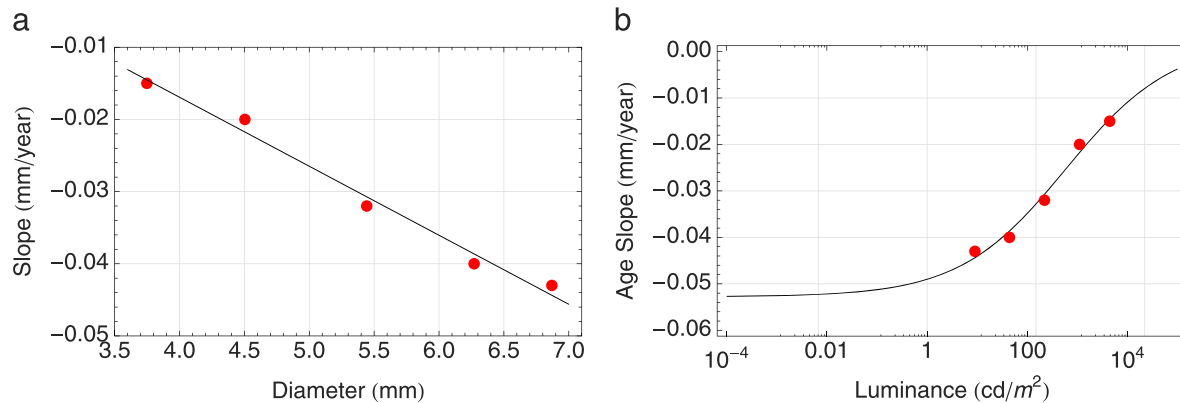 a
−0.01
−0.02
−0.03
−0.04
−0.05
Slope (mm/year)
3.5 4.0 4.5 5.0 5.5 6.0 6.5 7.0
Diameter (mm)
b
0.00
−0.01
−0.02
−0.03
−0.04
−0.05
−0.06
Age Slope (mm/year)
10⁻⁴ 0.01 1 100 10⁴
Luminance (cd/m²)